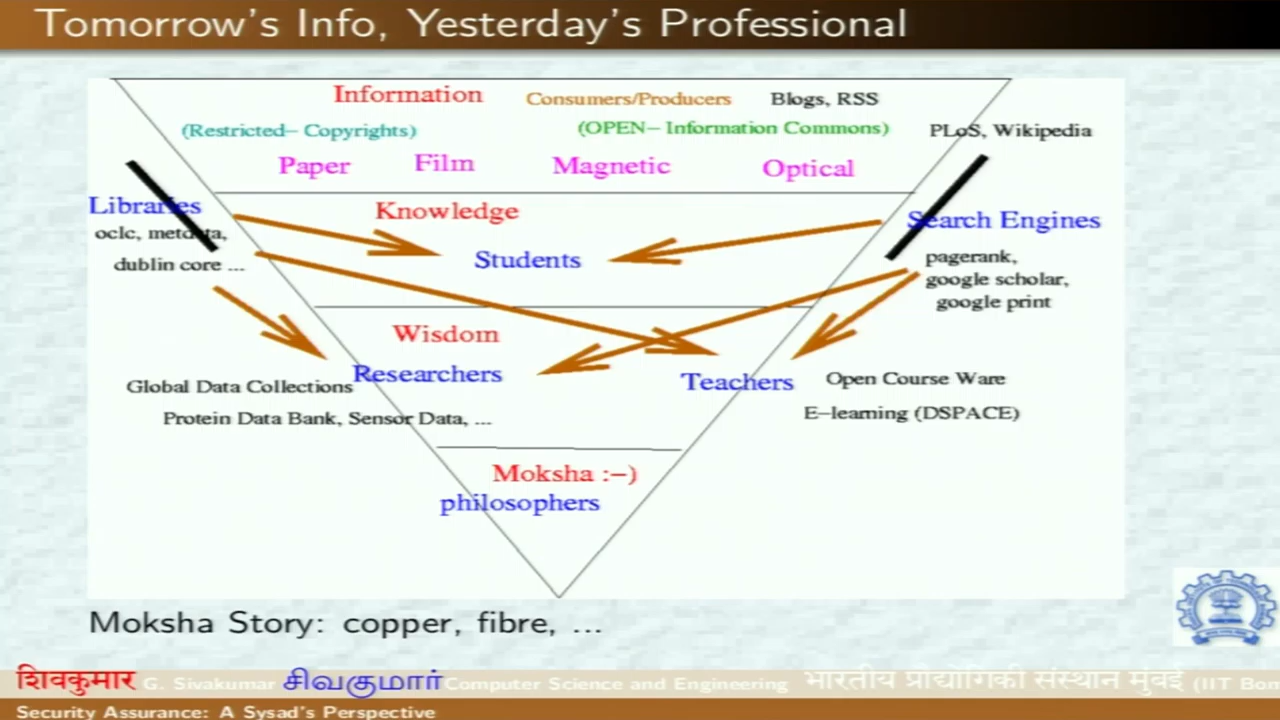 Tomorrow's Info, Yesterday's Professional
Information Consumers/Producers Blogs, RSS
(Restricted– Copyrights) (OPEN– Information Commons) PLoS, Wikipedia
Paper Film Magnetic Optical
Libraries Knowledge Search Engines
oclc, metdata,
dublin core ... Students pagerank,
google scholar,
google print
Wisdom
Researchers Teachers Open Course Ware
Global Data Collections
Protein Data Bank, Sensor Data, ... E–learning (DSPACE)
Moksha :–)
philosophers
Moksha Story: copper, fibre, ...
शिवकुमार G. Sivakumar சிவகுமார் Computer Science and Engineering भारतीय प्रौद्योगिकी संस्थान मुंबई (IIT Bom
Security Assurance: A Sysad's Perspective